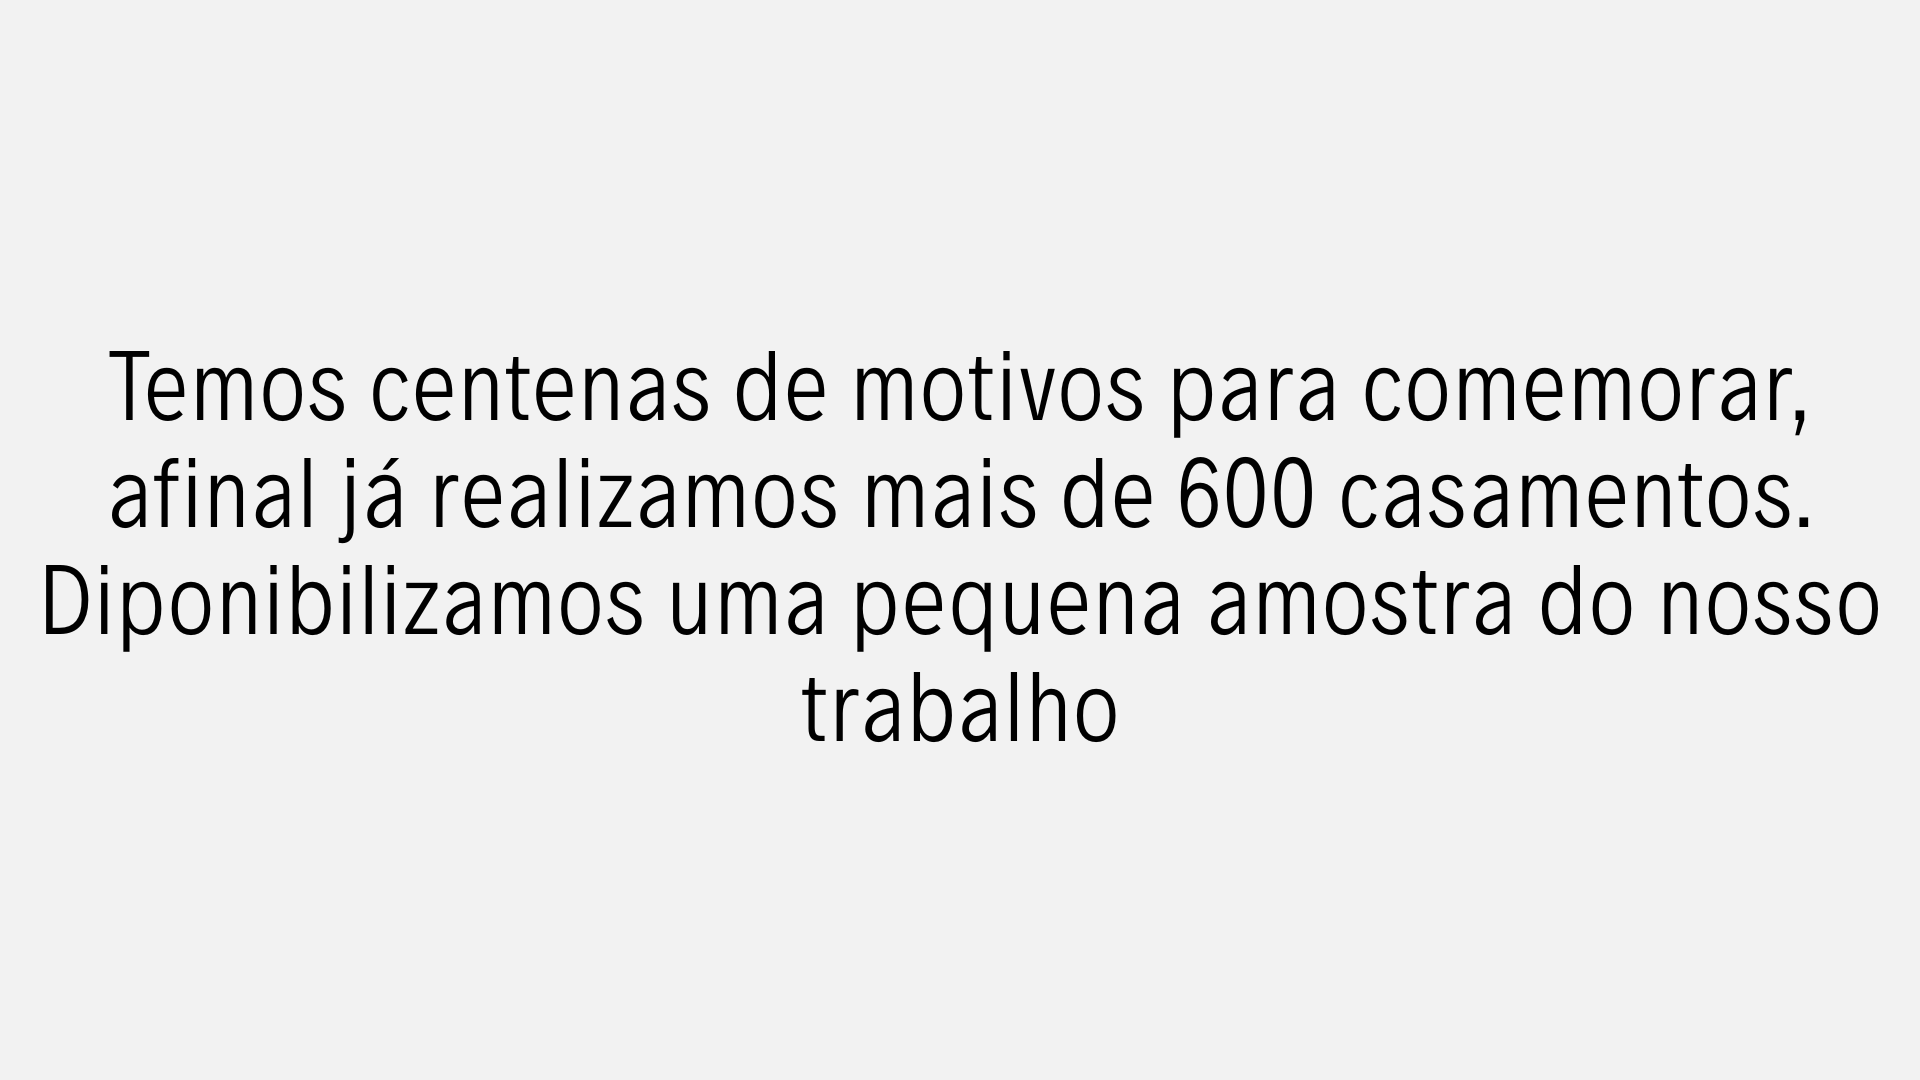 Temos centenas de motivos para comemorar,
afinal já realizamos mais de 600 casamentos.
Diponibilizamos uma pequena amostra do nosso
trabalho